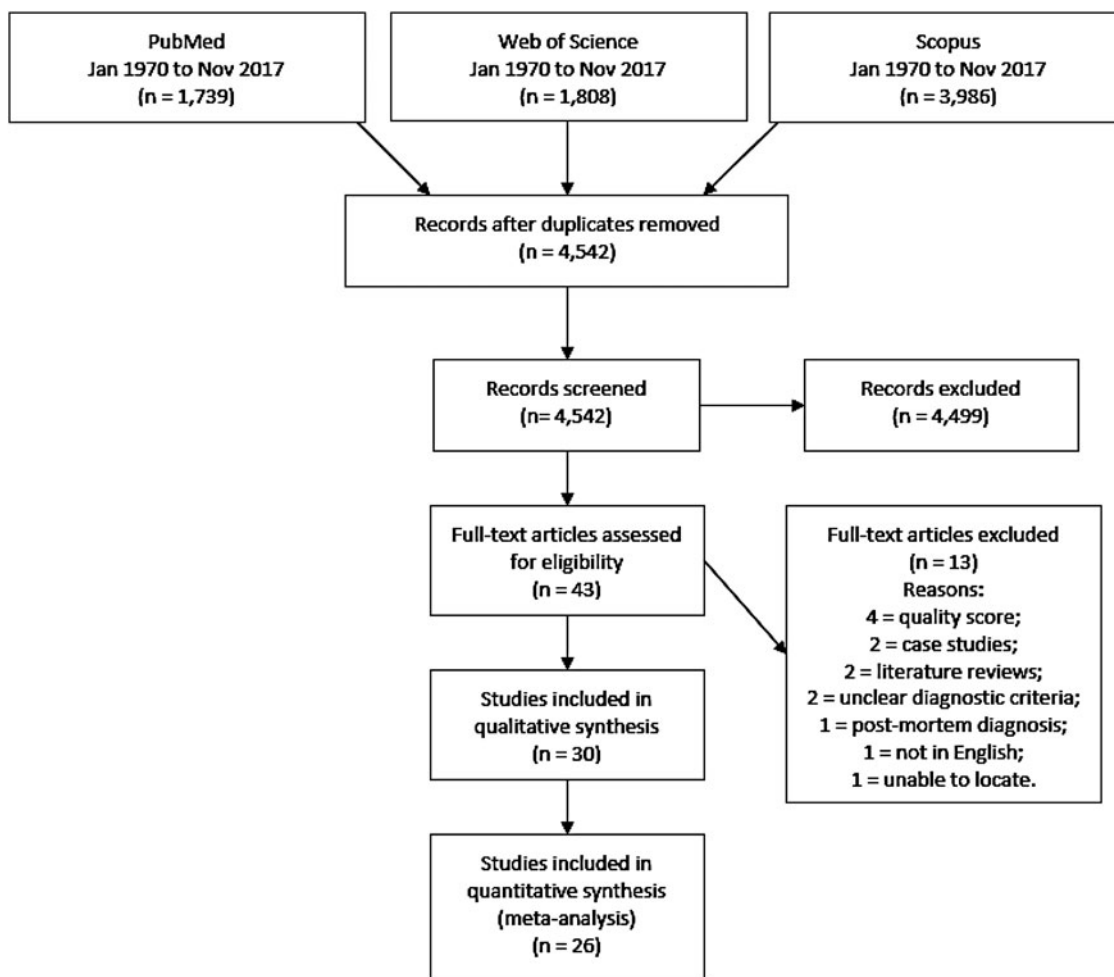 PubMed
Jan 1970 to Nov 2017
(n = 1,739)
Web of Science
Jan 1970 to Nov 2017
(n = 1,808)
Scopus
Jan 1970 to Nov 2017
(n = 3,986)
Records after duplicates removed
(n = 4,542)
Records screened
(n= 4,542)
Records excluded
(n = 4,499)
Full-text articles assessed
for eligibility
(n = 43)
Full-text articles excluded
(n = 13)
Reasons:
4 = quality score;
2 = case studies;
2 = literature reviews;
2 = unclear diagnostic criteria;
1 = post-mortem diagnosis;
1 = not in English;
1 = unable to locate.
Studies included in
qualitative synthesis
(n = 30)
Studies included in
quantitative synthesis
(meta-analysis)
(n = 26)